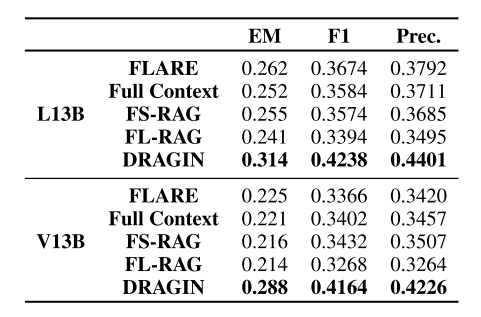 EM F1 Prec.
FLARE 0.262 0.3674 0.3792
Full Context 0.252 0.3584 0.3711
L13B FS-RAG 0.255 0.3574 0.3685
FL-RAG 0.241 0.3394 0.3495
DRAGIN 0.314 0.4238 0.4401
FLARE 0.225 0.3366 0.3420
Full Context 0.221 0.3402 0.3457
V13B FS-RAG 0.216 0.3432 0.3507
FL-RAG 0.214 0.3268 0.3264
DRAGIN 0.288 0.4164 0.4226